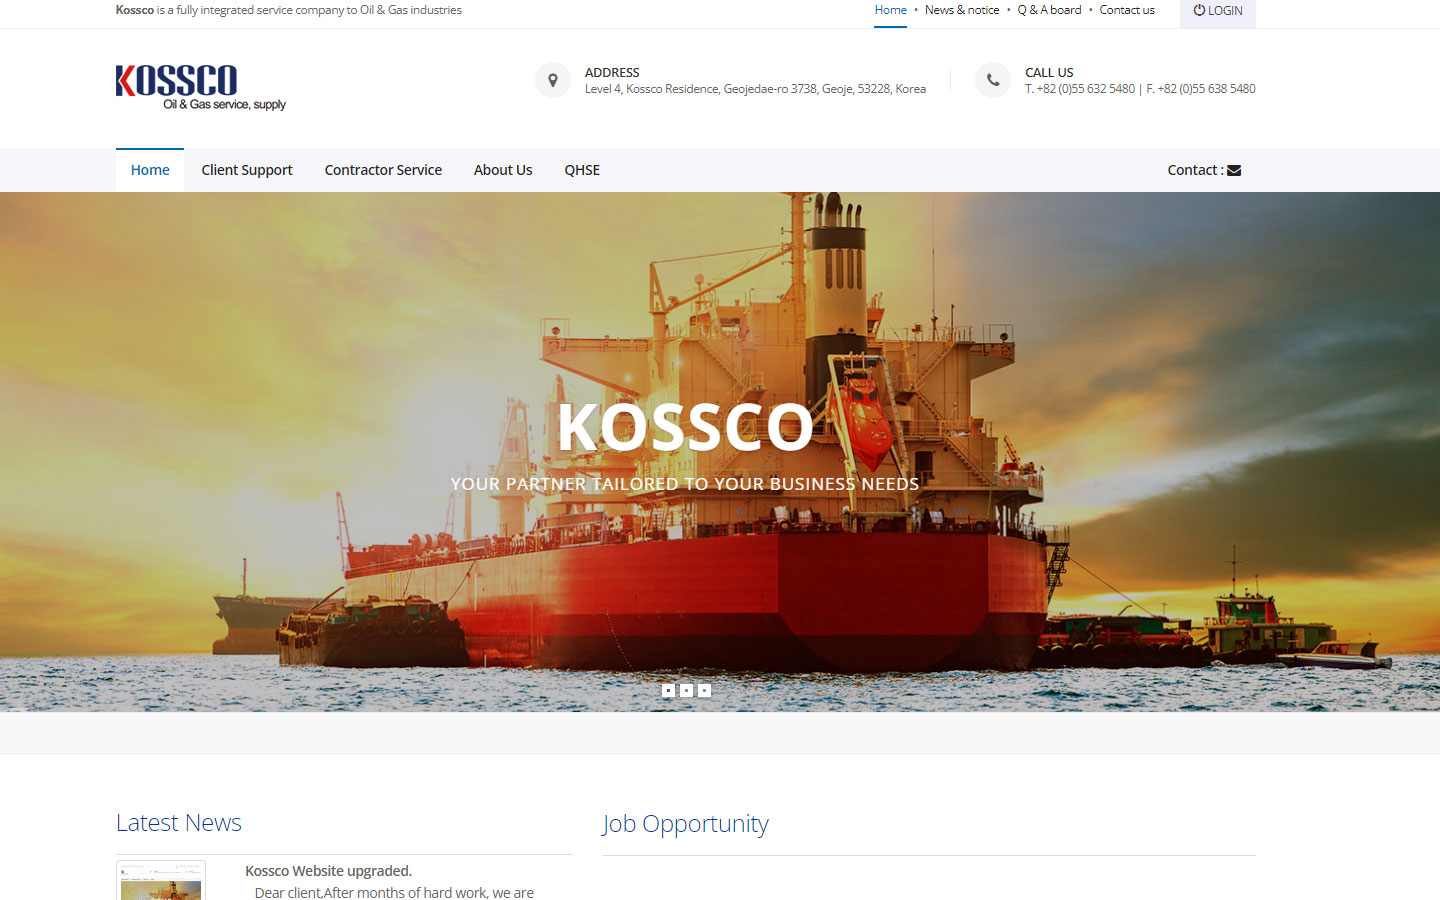 Kossco is a fully integrated service company to Oil & Gas industries
Home • News & notice • Q & A board • Contact us
LOGIN
KOSSCO
Oil & Gas service, supply
ADDRESS
Level 4, Kossco Residence, Geojedae-ro 3738, Geoje, 53228, Korea
CALL US
T. +82 (0)55 632 5480 | F. +82 (0)55 638 5480
Home
Client Support
Contractor Service
About Us
QHSE
Contact :
KOSSCO
YOUR PARTNER TAILORED TO YOUR BUSINESS NEEDS
Latest News
Job Opportunity
Kossco Website upgraded.
Dear client,After months of hard work, we are